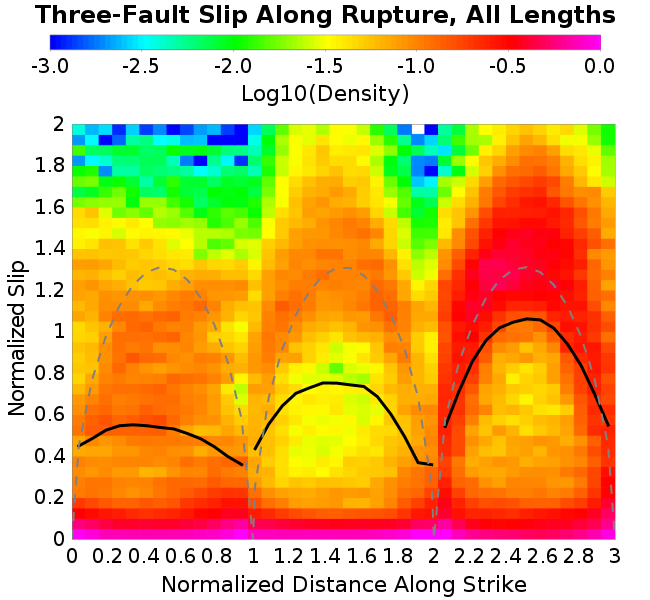 Three-Fault Slip Along Rupture, All Lengths
-3.0 -2.5 -2.0 -1.5 -1.0 -0.5 0.0
Log10(Density)
2
1.8
1.6
1.4
1.2
1
0.8
0.6
0.4
0.2
0
Normalized Slip
0 0.2 0.4 0.6 0.8 1 1.2 1.4 1.6 1.8 2 2.2 2.4 2.6 2.8 3
Normalized Distance Along Strike